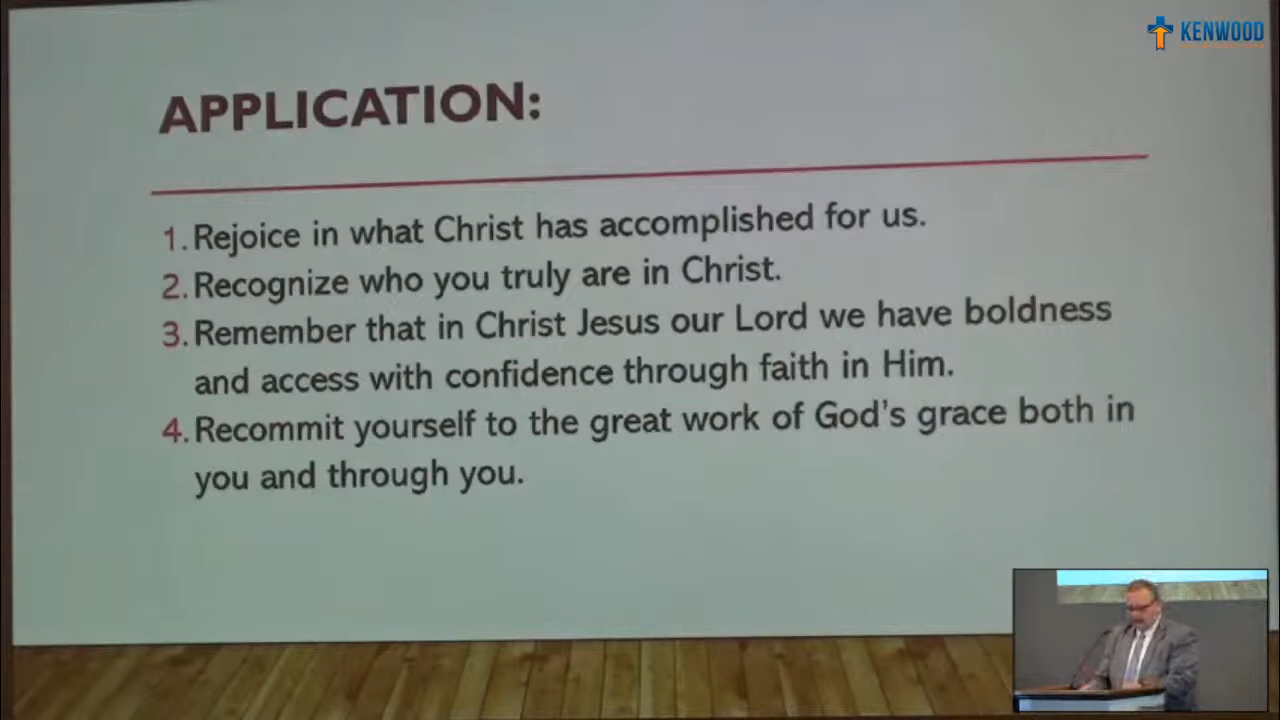 KENWOOD
APPLICATION:
1. Rejoice in what Christ has accomplished for us.
2. Recognize who you truly are in Christ.
3. Remember that in Christ Jesus our Lord we have boldness
and access with confidence through faith in Him.
4. Recommit yourself to the great work of God's grace both in
you and through you.